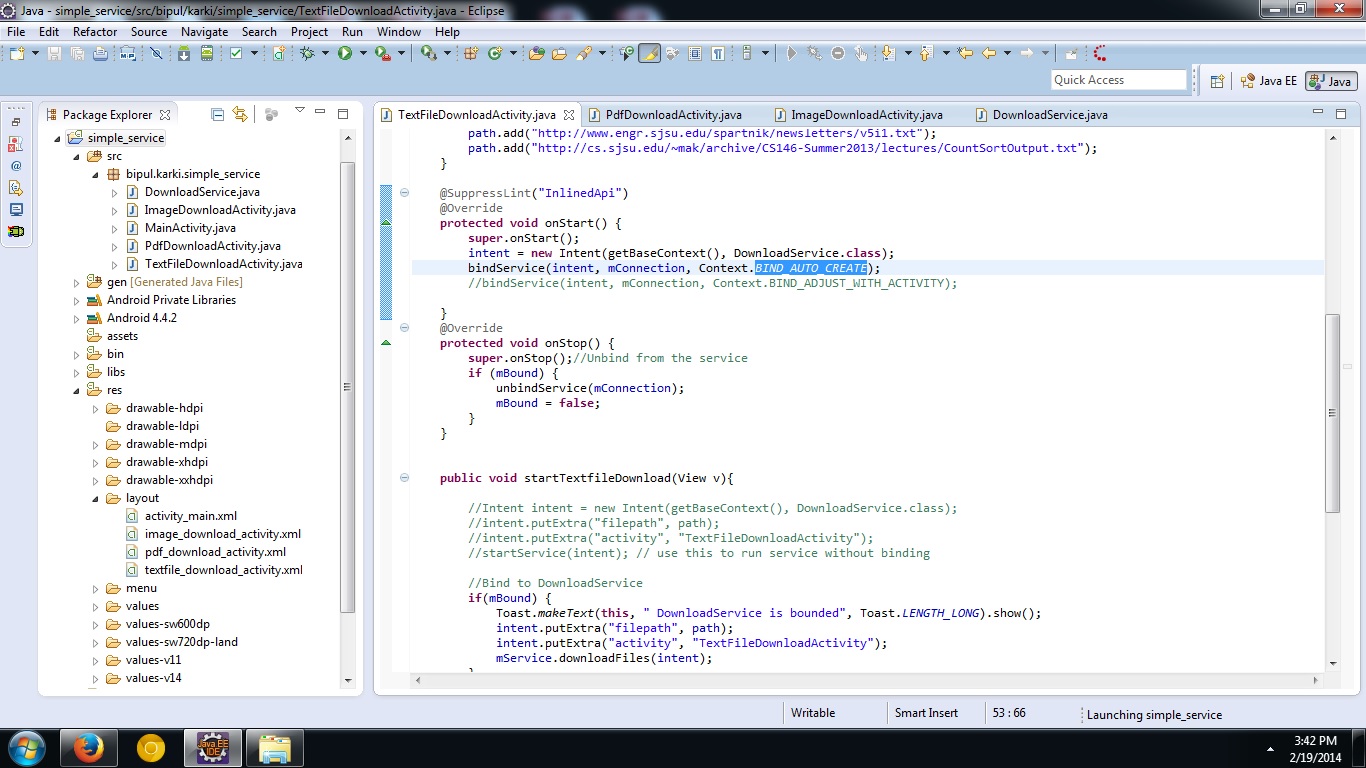 Java - simple_service/src/bipul/karki/simple_service/TextFileDownloadActivity.java - Eclipse
File Edit Refactor Source Navigate Search Project Run Window Help
Quick Access
Java EE
Java
Package Explorer
simple_service
src
bipul.karki.simple_service
DownloadService.java
ImageDownloadActivity.java
MainActivity.java
PdfDownloadActivity.java
TextFileDownloadActivity.java
gen [Generated Java Files]
Android Private Libraries
Android 4.4.2
assets
bin
libs
res
drawable-hdpi
drawable-ldpi
drawable-mdpi
drawable-xhdpi
drawable-xxhdpi
layout
activity_main.xml
image_download_activity.xml
pdf_download_activity.xml
textfile_download_activity.xml
menu
values
values-sw600dp
values-sw720dp-land
values-v11
values-v14
TextFileDownloadActivity.java PdfDownloadActivity.java ImageDownloadActivity.java DownloadService.java
path.add("http://www.engr.sjsu.edu/spartnik/newsletters/v5i1.txt");
path.add("http://cs.sjsu.edu/~mak/archive/CS146-Summer2013/lectures/CountSortOutput.txt");
}
@SuppressLint("InlinedApi")
@Override
protected void onStart() {
super.onStart();
intent = new Intent(getBaseContext(), DownloadService.class);
bindService(intent, mConnection, Context.BIND_AUTO_CREATE);
//bindService(intent, mConnection, Context.BIND_ADJUST_WITH_ACTIVITY);
}
@Override
protected void onStop() {
super.onStop();//Unbind from the service
if (mBound) {
unbindService(mConnection);
mBound = false;
}
}
public void startTextfileDownload(View v){
//Intent intent = new Intent(getBaseContext(), DownloadService.class);
//intent.putExtra("filepath", path);
//intent.putExtra("activity", "TextFileDownloadActivity");
//startService(intent); // use this to run service without binding
//Bind to DownloadService
if(mBound) {
Toast.makeText(this, " DownloadService is bounded", Toast.LENGTH_LONG).show();
intent.putExtra("filepath", path);
intent.putExtra("activity", "TextFileDownloadActivity");
mService.downloadFiles(intent);
Writable Smart Insert 53 : 66 Launching simple_service
Java EE
IDE
3:42 PM
2/19/2014